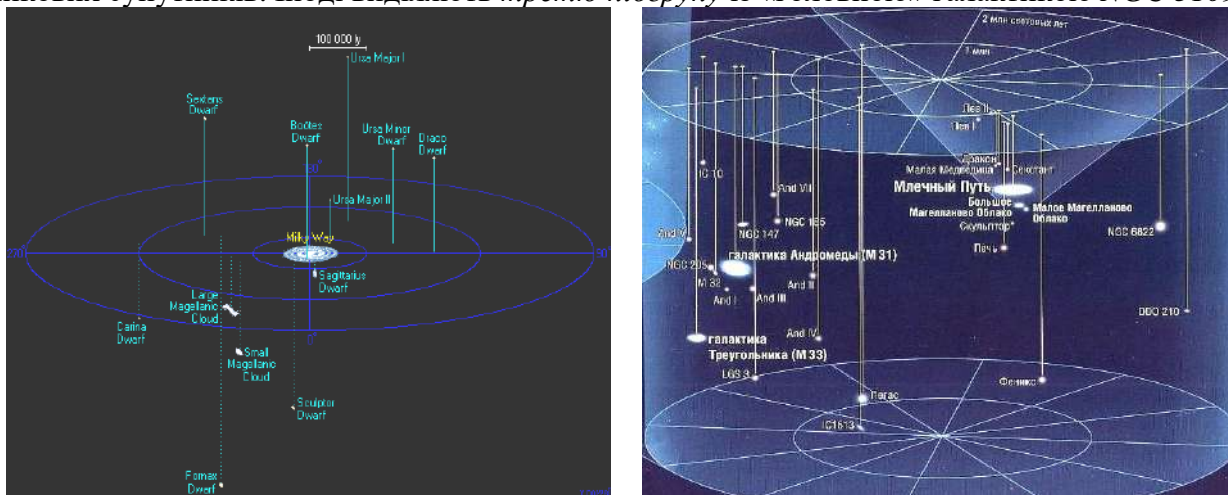 100 000 ly
Ursa Major I
Sextans
Dwarf
Boötes
Dwarf
Ursa Minor
Dwarf
Draco
Dwarf
180°
Ursa Major II
Milky Way
90°
Sagittarius
Dwarf
Large
Magellanic
Cloud
Carina
Dwarf
0°
Small
Magellanic
Cloud
Sculptor
Dwarf
Fornax
Dwarf
2 млн световых лет
1 млн
Лев II
Лев I
IC 10
Дракон
Малая Медведица
Секстант
And VII
Млечный Путь
Большое
Магелланово Облако
Малое Магелланово
Облако
Скульптор
NGC 185
NGC 147
NGC 6822
And V
Печь
галактика Андромеды (М 31)
NGC 205
M 32
And I
And III
And II
DDO 210
And IV
галактика
Треугольника (М 33)
LGS 3
Феникс
Пегас
IC1613